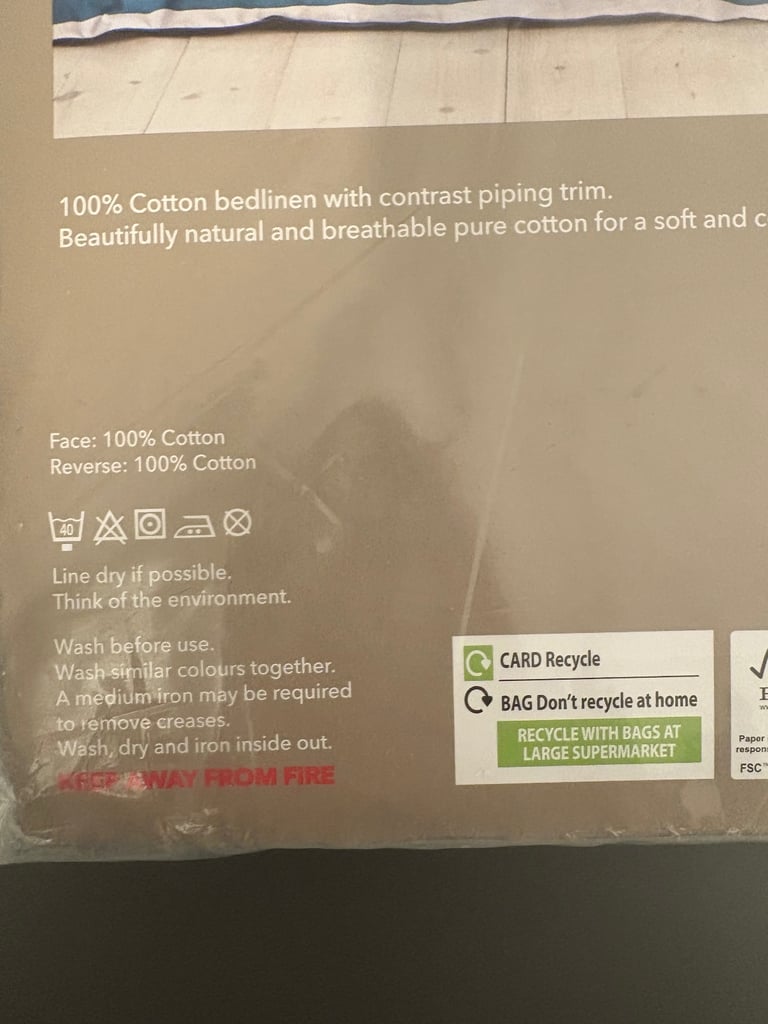 100% Cotton bedlinen with contrast piping trim.
Beautifully natural and breathable pure cotton for a soft and
Face: 100% Cotton
Reverse: 100% Cotton
40
Line dry if possible.
Think of the environment.
Wash before use.
Wash similar colours together.
A medium iron may be required
to remove creases.
Wash, dry and iron inside out.
KEEP AWAY FROM FIRE
CARD Recycle
BAG Don't recycle at home
RECYCLE WITH BAGS AT
LARGE SUPERMARKET
Paper
FSC™